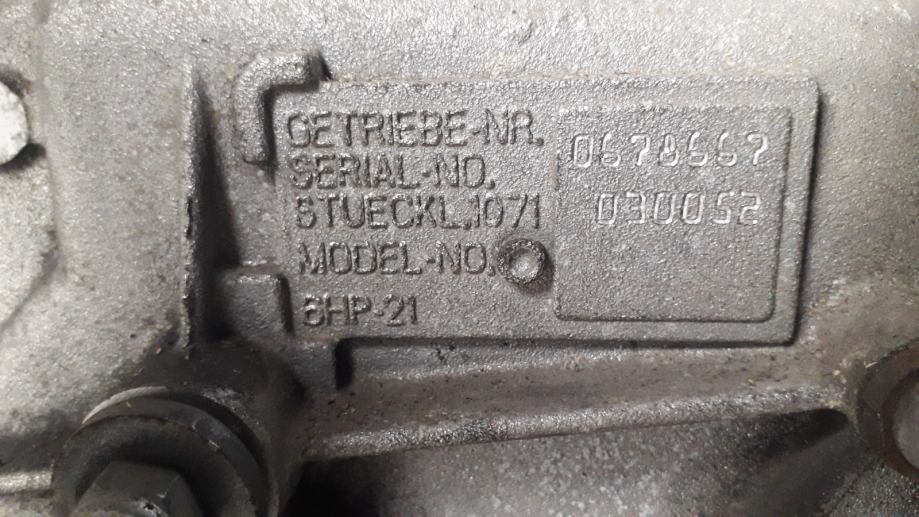 GETRIEBE-NR. 0678667
SERIAL-NO.
STUECKL.1071 030052
MODEL-NO.
6HP-21